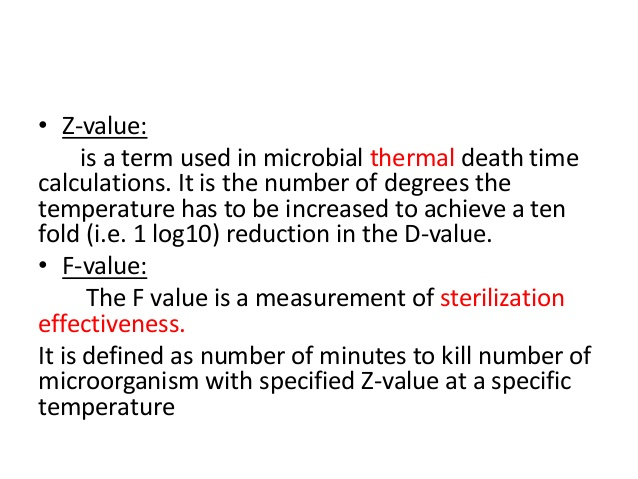 • Z-value:
is a term used in microbial thermal death time
calculations. It is the number of degrees the
temperature has to be increased to achieve a ten
fold (i.e. 1 log10) reduction in the D-value.
• F-value:
The F value is a measurement of sterilization
effectiveness.
It is defined as number of minutes to kill number of
microorganism with specified Z-value at a specific
temperature